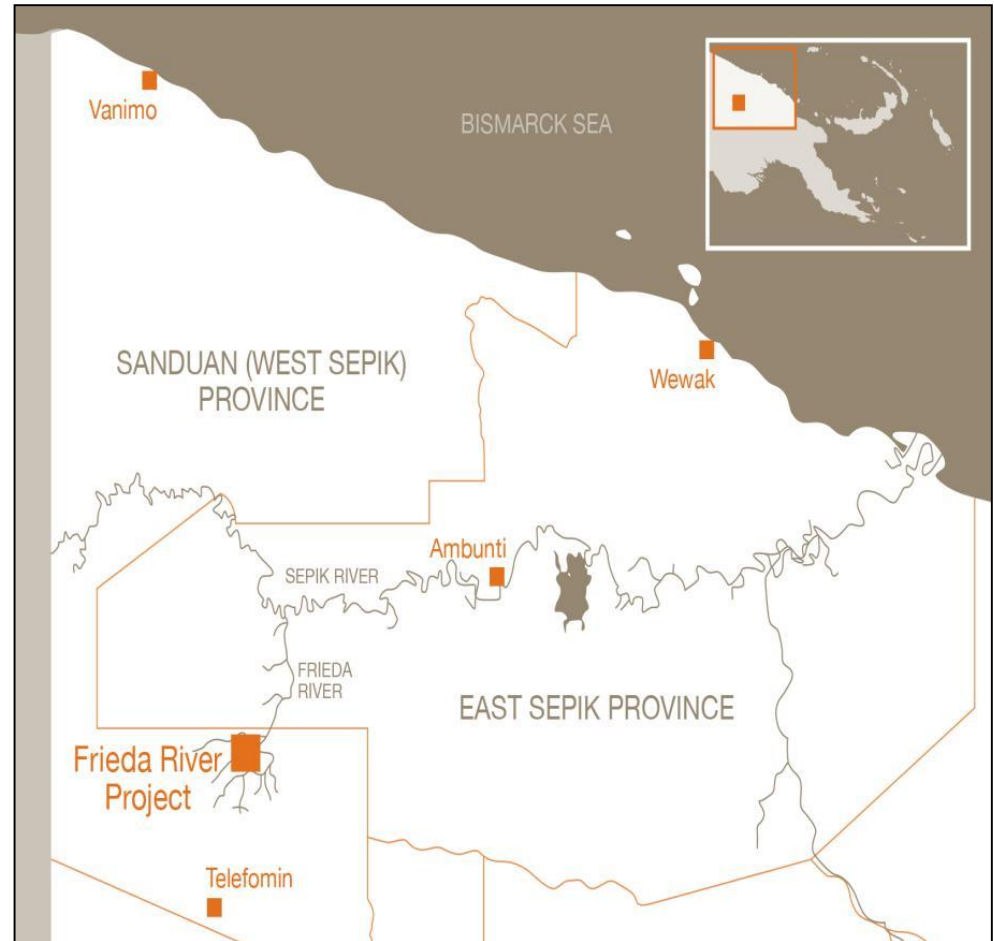 Vanimo
BISMARCK SEA
SANDUAN (WEST SEPIK)
PROVINCE
Wewak
Ambunti
SEPIK RIVER
FRIEDA
RIVER
EAST SEPIK PROVINCE
Frieda River
Project
Telefomin